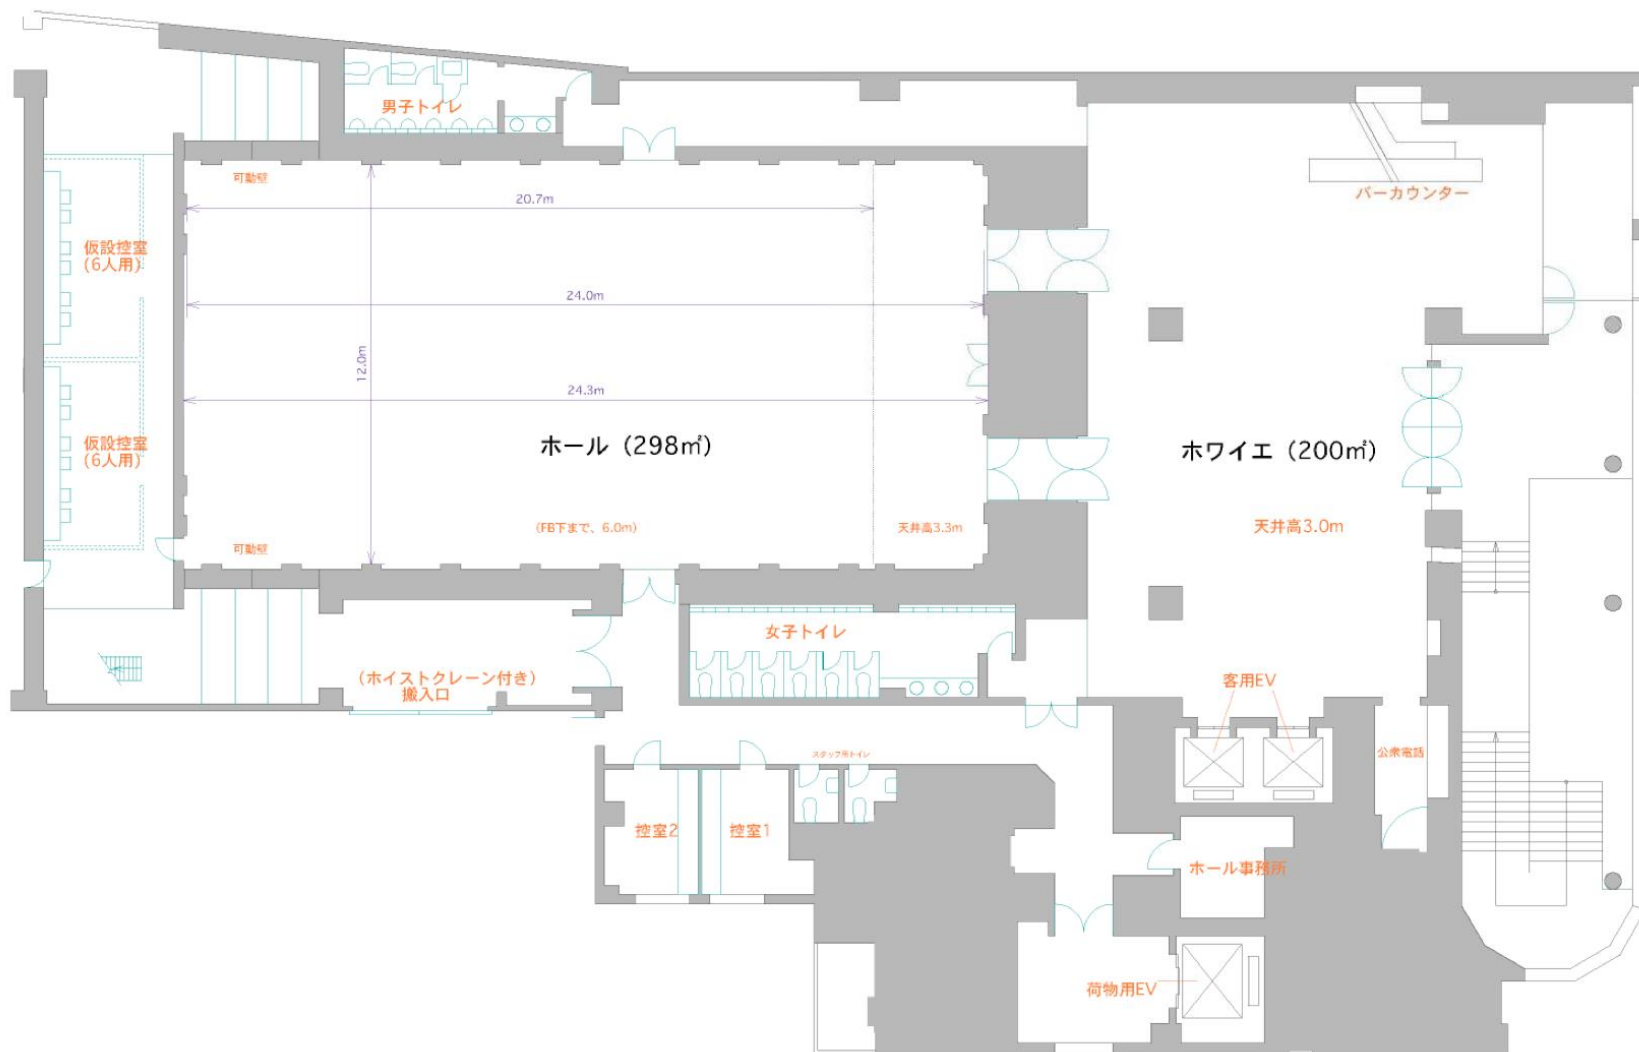 男子トイレ
可動壁
20.7m
バーカウンター
仮設控室
(6人用)
24.0m
12.0m
24.3m
仮設控室
(6人用)
ホール（298㎡）
ホワイエ（200㎡）
(FB下まで、6.0m)
天井高3.3m
天井高3.0m
可動壁
女子トイレ
（ホイストクレーン付き）
搬入口
客用EV
スタッフ用トイレ
公衆電話
控室2
控室1
ホール事務所
荷物用EV